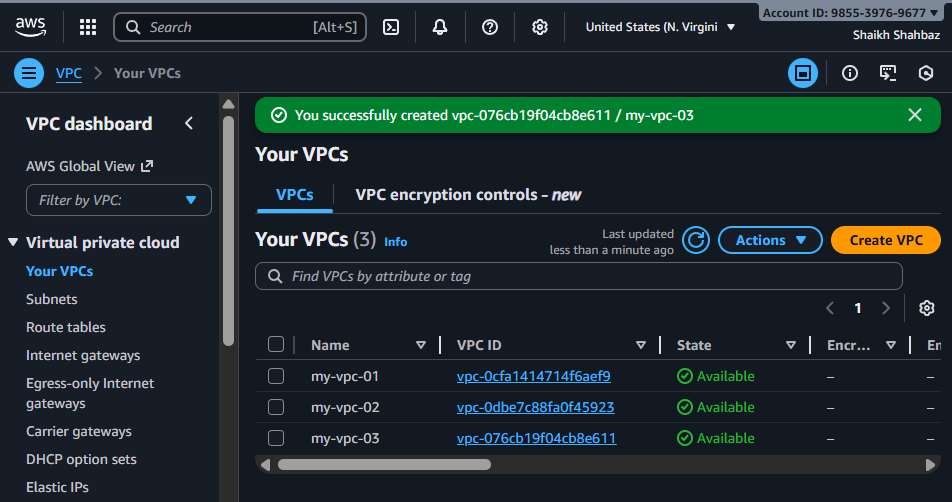 aws
Search [Alt+S]
United States (N. Virgini
Account ID: 9855-3976-9677
Shaikh Shahbaz
VPC > Your VPCs
VPC dashboard
AWS Global View
Filter by VPC:
Virtual private cloud
Your VPCs
Subnets
Route tables
Internet gateways
Egress-only Internet
gateways
Carrier gateways
DHCP option sets
Elastic IPs
You successfully created vpc-076cb19f04cb8e611 / my-vpc-03
Your VPCs
VPCs VPC encryption controls - new
Your VPCs (3) Info
Last updated
less than a minute ago
Actions
Create VPC
Find VPCs by attribute or tag
1
Name VPC ID State Encr... En
my-vpc-01 vpc-0cfa1414714f6aef9 Available – –
my-vpc-02 vpc-0dbe7c88fa0f45923 Available – –
my-vpc-03 vpc-076cb19f04cb8e611 Available – –